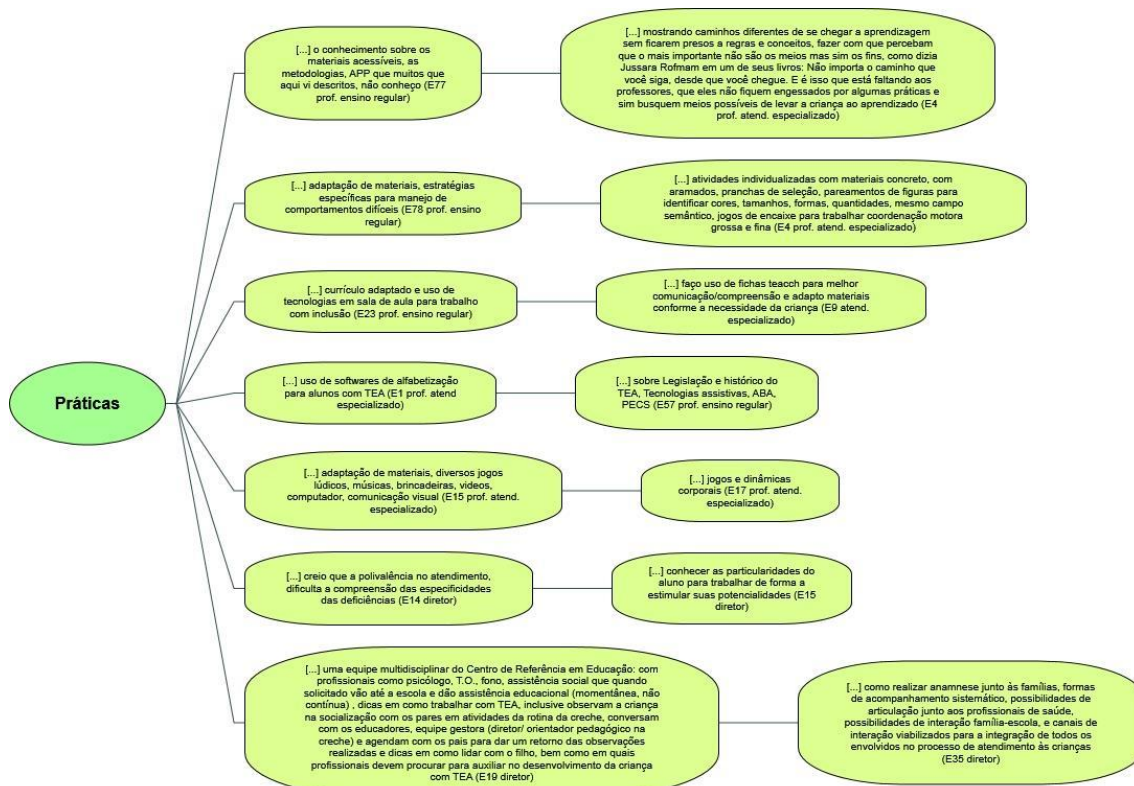 Práticas
[...] o conhecimento sobre os
materiais acessíveis, as
metodologias, APP que muitos que
aqui vi descritos, não conheço (E77
prof. ensino regular)
[...] mostrando caminhos diferentes de se chegar a aprendizagem
sem ficarem presos a regras e conceitos, fazer com que percebam
que o mais importante não são os meios mas sim os fins, como dizia
Jussara Rofmam em um de seus livros: Não importa o caminho que
você siga, desde que você chegue. E é isso que está faltando aos
professores, que eles não fiquem engessados por algumas práticas e
sim busquem meios possíveis de levar a criança ao aprendizado (E4
prof. atend. especializado)
[...] adaptação de materiais, estratégias
específicas para manejo de
comportamentos difíceis (E78 prof. ensino
regular)
[...] atividades individualizadas com materiais concreto, com
aramados, pranchas de seleção, pareamentos de figuras para
identificar cores, tamanhos, formas, quantidades, mesmo campo
semântico, jogos de encaixe para trabalhar coordenação motora
grossa e fina (E4 prof. atend. especializado)
[...] currículo adaptado e uso de
tecnologias em sala de aula para trabalho
com inclusão (E23 prof. ensino regular)
[...] faço uso de fichas teacch para melhor
comunicação/compreensão e adapto materiais
conforme a necessidade da criança (E9 atend.
especializado)
[...] uso de softwares de alfabetização
para alunos com TEA (E1 prof. atend
especializado)
[...] sobre Legislação e histórico do
TEA, Tecnologias assistivas, ABA,
PECS (E57 prof. ensino regular)
[...] adaptação de materiais, diversos jogos
lúdicos, músicas, brincadeiras, videos,
computador, comunicação visual (E15 prof. atend.
especializado)
[...] jogos e dinâmicas
corporais (E17 prof. atend.
especializado)
[...] creio que a polivalência no atendimento,
dificulta a compreensão das especificidades
das deficiências (E14 diretor)
[...] conhecer as particularidades do
aluno para trabalhar de forma a
estimular suas potencialidades (E15
diretor)
[...] uma equipe multidisciplinar do Centro de Referência em Educação: com
profissionais como psicólogo, T.O., fono, assistência social que quando
solicitado vão até a escola e dão assistência educacional (momentânea, não
contínua) , dicas em como trabalhar com TEA, inclusive observam a criança
na socialização com os pares em atividades da rotina da creche, conversam
com os educadores, equipe gestora (diretor/ orientador pedagógico na
creche) e agendam com os pais para dar um retorno das observações
realizadas e dicas em como lidar com o filho, bem como em quais
profissionais devem procurar para auxiliar no desenvolvimento da criança
com TEA (E19 diretor)
[...] como realizar anamnese junto às famílias, formas
de acompanhamento sistemático, possibilidades de
articulação junto aos profissionais de saúde,
possibilidades de interação família-escola, e canais de
interação viabilizados para a integração de todos os
envolvidos no processo de atendimento às crianças
(E35 diretor)